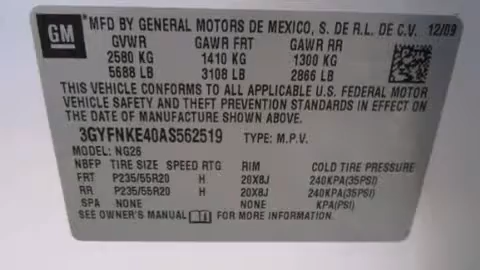 GM
MFD BY GENERAL MOTORS DE MEXICO, S. DE R.L. DE C.V. 12/09
GVWR GAWR FRT GAWR RR
2580 KG 1410 KG 1300 KG
5688 LB 3108 LB 2866 LB
THIS VEHICLE CONFORMS TO ALL APPLICABLE U.S. FEDERAL MOTOR
VEHICLE SAFETY AND THEFT PREVENTION STANDARDS IN EFFECT ON
THE DATE OF MANUFACTURE SHOWN ABOVE.
3GYFNKE40AS562519 TYPE: M.P.V.
MODEL: NG26
NBFP TIRE SIZE SPEED RTG RIM COLD TIRE PRESSURE
FRT P235/55R20 H 20X8J 240KPA(35PSI)
RR P235/55R20 H 20X8J 240KPA(35PSI)
SPA NONE NONE KPA(PSI)
SEE OWNER'S MANUAL FOR MORE INFORMATION.